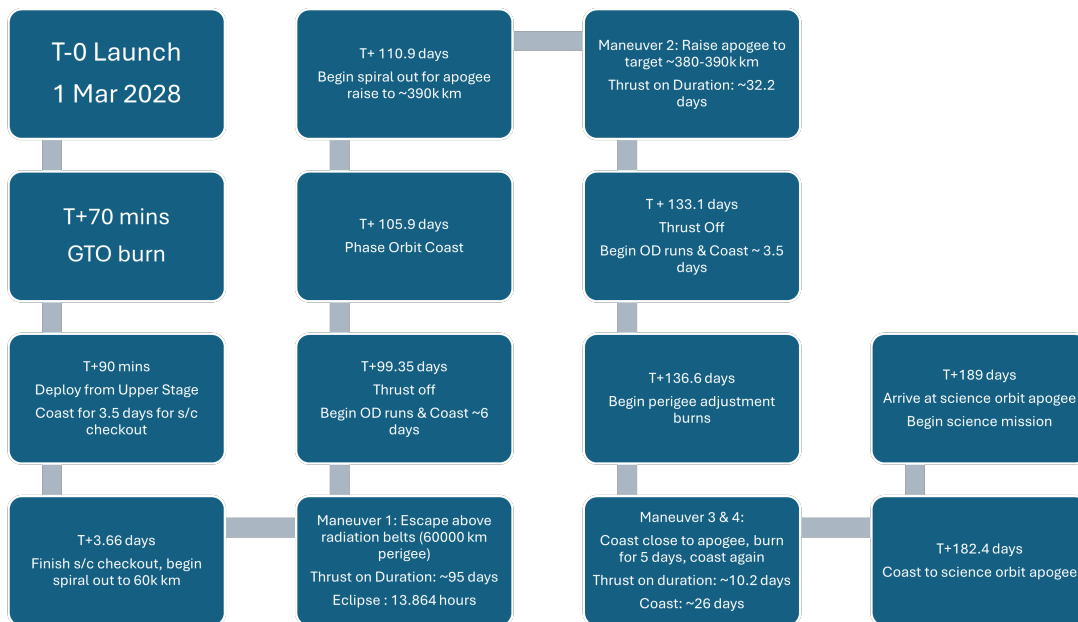 T-0 Launch
1 Mar 2028
T+70 mins
GTO burn
T+90 mins
Deploy from Upper Stage
Coast for 3.5 days for s/c
checkout
T+3.66 days
Finish s/c checkout, begin
spiral out to 60k km
Maneuver 1: Escape above
radiation belts (60000 km
perigee)
Thrust on Duration: ~95 days
Eclipse : 13.864 hours
T+99.35 days
Thrust off
Begin OD runs & Coast ~6
days
T+ 105.9 days
Phase Orbit Coast
T+ 110.9 days
Begin spiral out for apogee
raise to ~390k km
Maneuver 2: Raise apogee to
target ~380-390k km
Thrust on Duration: ~32.2
days
T + 133.1 days
Thrust Off
Begin OD runs & Coast ~ 3.5
days
T+136.6 days
Begin perigee adjustment
burns
Maneuver 3 & 4:
Coast close to apogee, burn
for 5 days, coast again
Thrust on duration: ~10.2 days
Coast: ~26 days
T+182.4 days
Coast to science orbit apogee
T+189 days
Arrive at science orbit apogee
Begin science mission